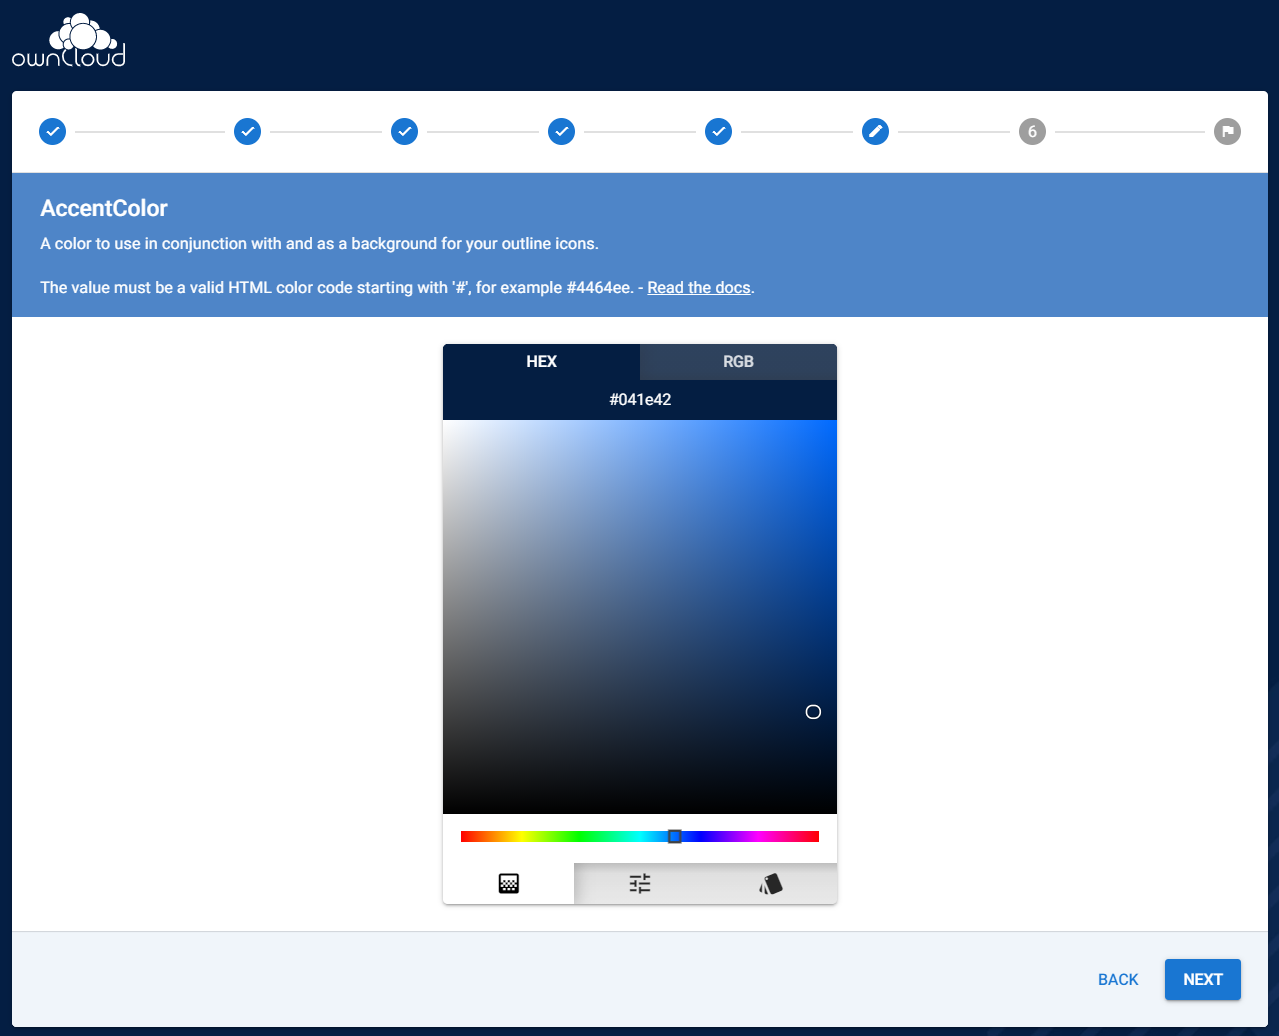 ownCloud
6
AccentColor
A color to use in conjunction with and as a background for your outline icons.
The value must be a valid HTML color code starting with '#', for example #4464ee. - Read the docs.
HEX
RGB
#041e42
BACK
NEXT